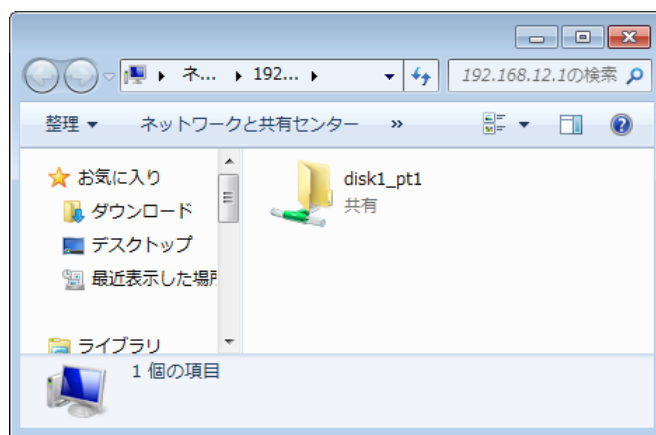 ネ... 192... 192.168.12.1の検索
整理 ネットワークと共有センター »
お気に入り
ダウンロード
デスクトップ
最近表示した場所
ライブラリ
disk1_pt1
共有
1 個の項目